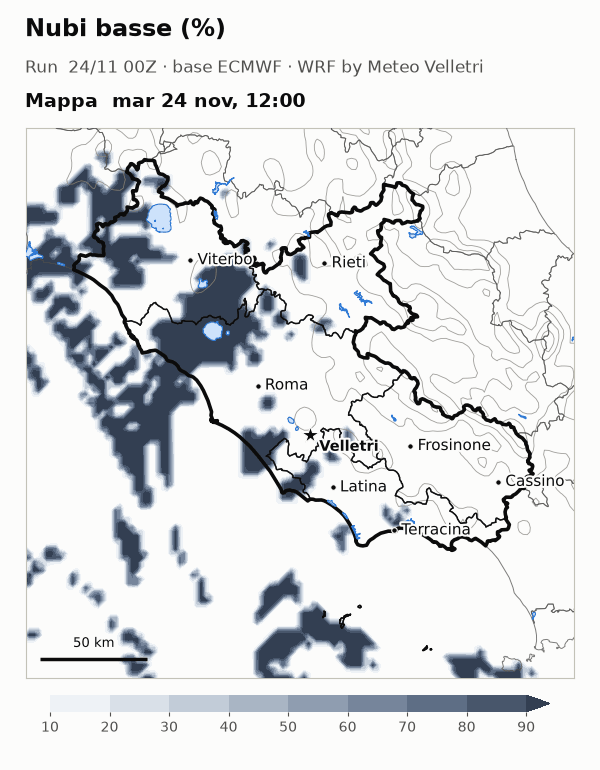 Nubi basse (%)
Run  24/11 00Z · base ECMWF · WRF by Meteo Velletri
Mappa  mar 24 nov, 12:00
Viterbo
Rieti
Roma
Velletri
Frosinone
Latina
Cassino
Terracina
50 km
10 20 30 40 50 60 70 80 90